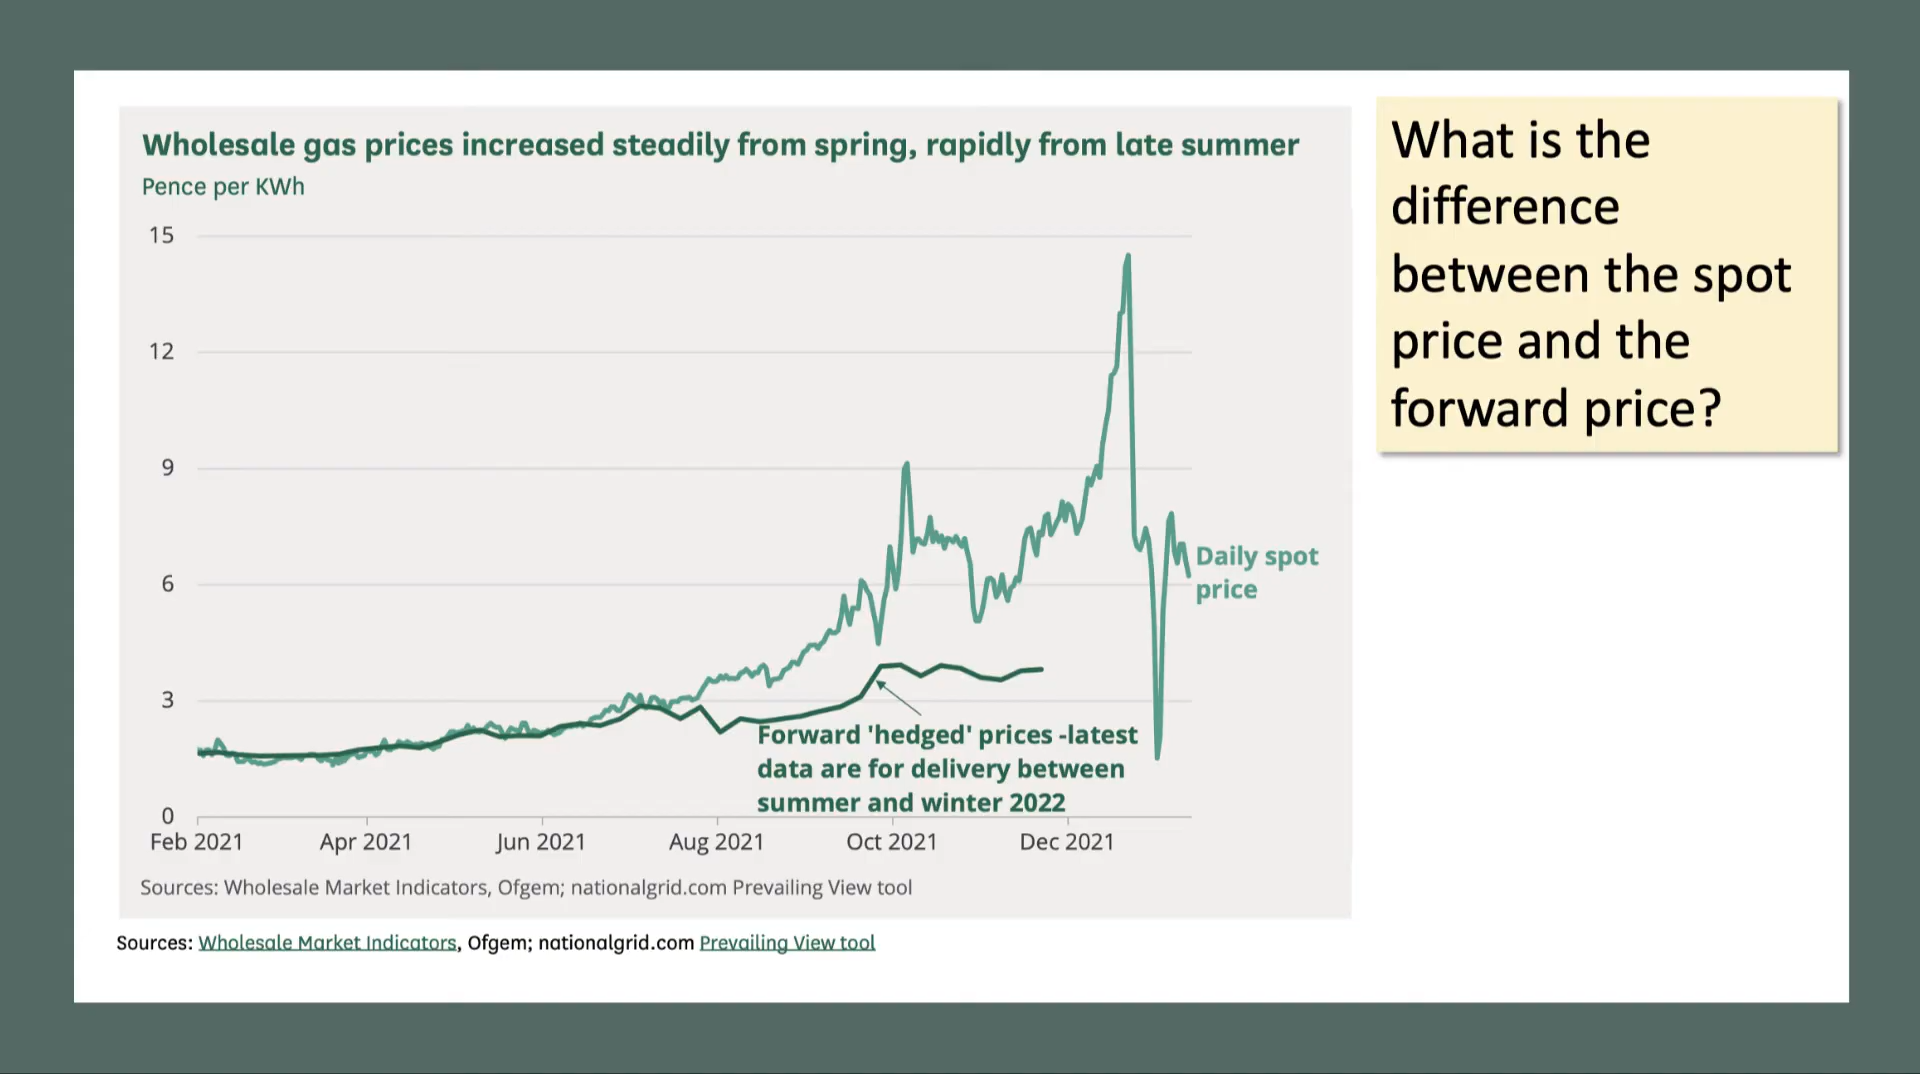 Wholesale gas prices increased steadily from spring, rapidly from late summer
Pence per KWh
15
12
9
6
3
0
Daily spot
price
Forward 'hedged' prices -latest
data are for delivery between
summer and winter 2022
Feb 2021
Apr 2021
Jun 2021
Aug 2021
Oct 2021
Dec 2021
Sources: Wholesale Market Indicators, Ofgem; nationalgrid.com Prevailing View tool
Sources: Wholesale Market Indicators, Ofgem; nationalgrid.com Prevailing View tool
What is the
difference
between the spot
price and the
forward price?